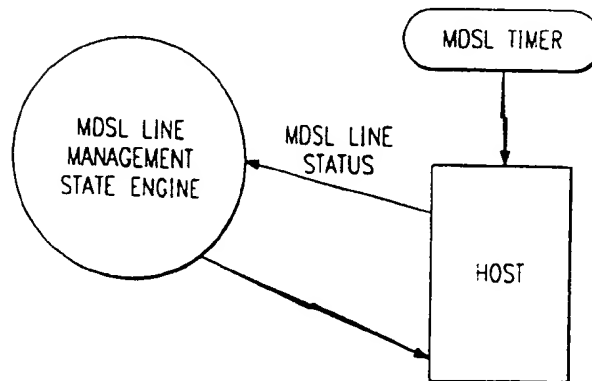 MDSL TIMER
MDSL LINE
MANAGEMENT
STATE ENGINE
MDSL LINE
STATUS
HOST